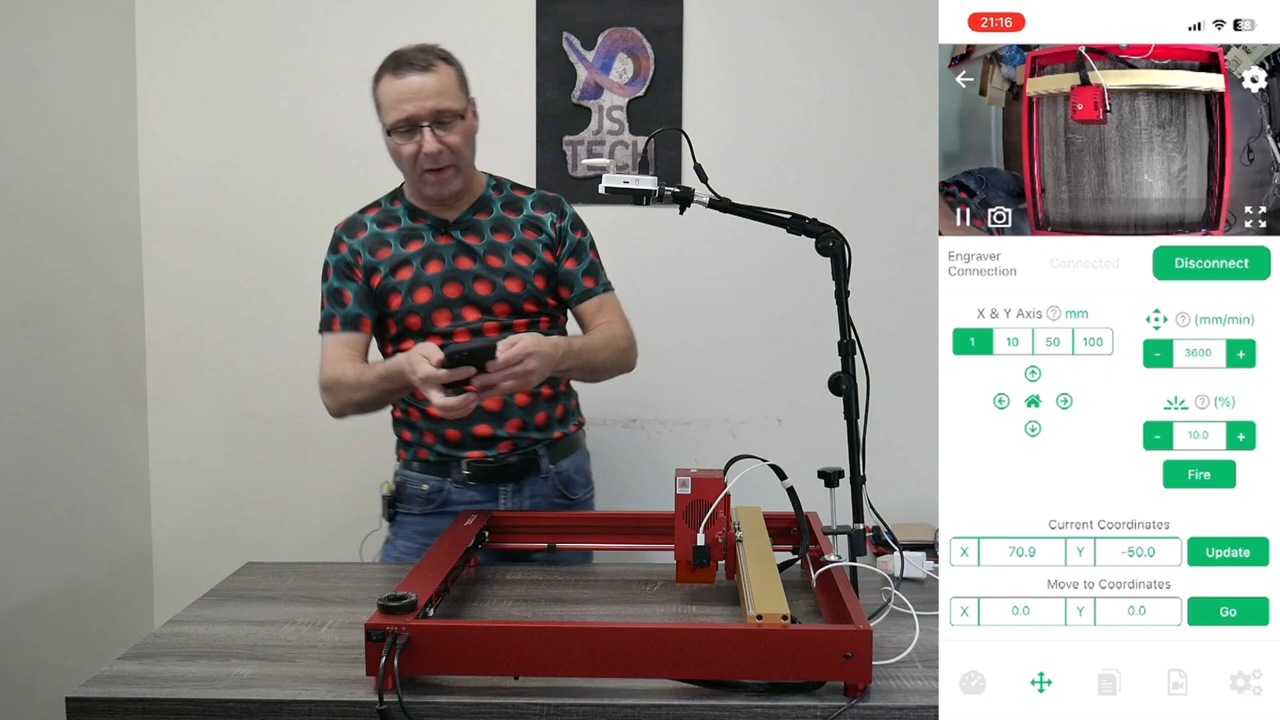 JS
TECH
21:16
38
Engraver
Connection
Connected
Disconnect
X & Y Axis ? mm
1 10 50 100
? (mm/min)
- 3600 +
? (%)
- 10.0 +
Fire
Current Coordinates
X 70.9 Y -50.0 Update
Move to Coordinates
X 0.0 Y 0.0 Go